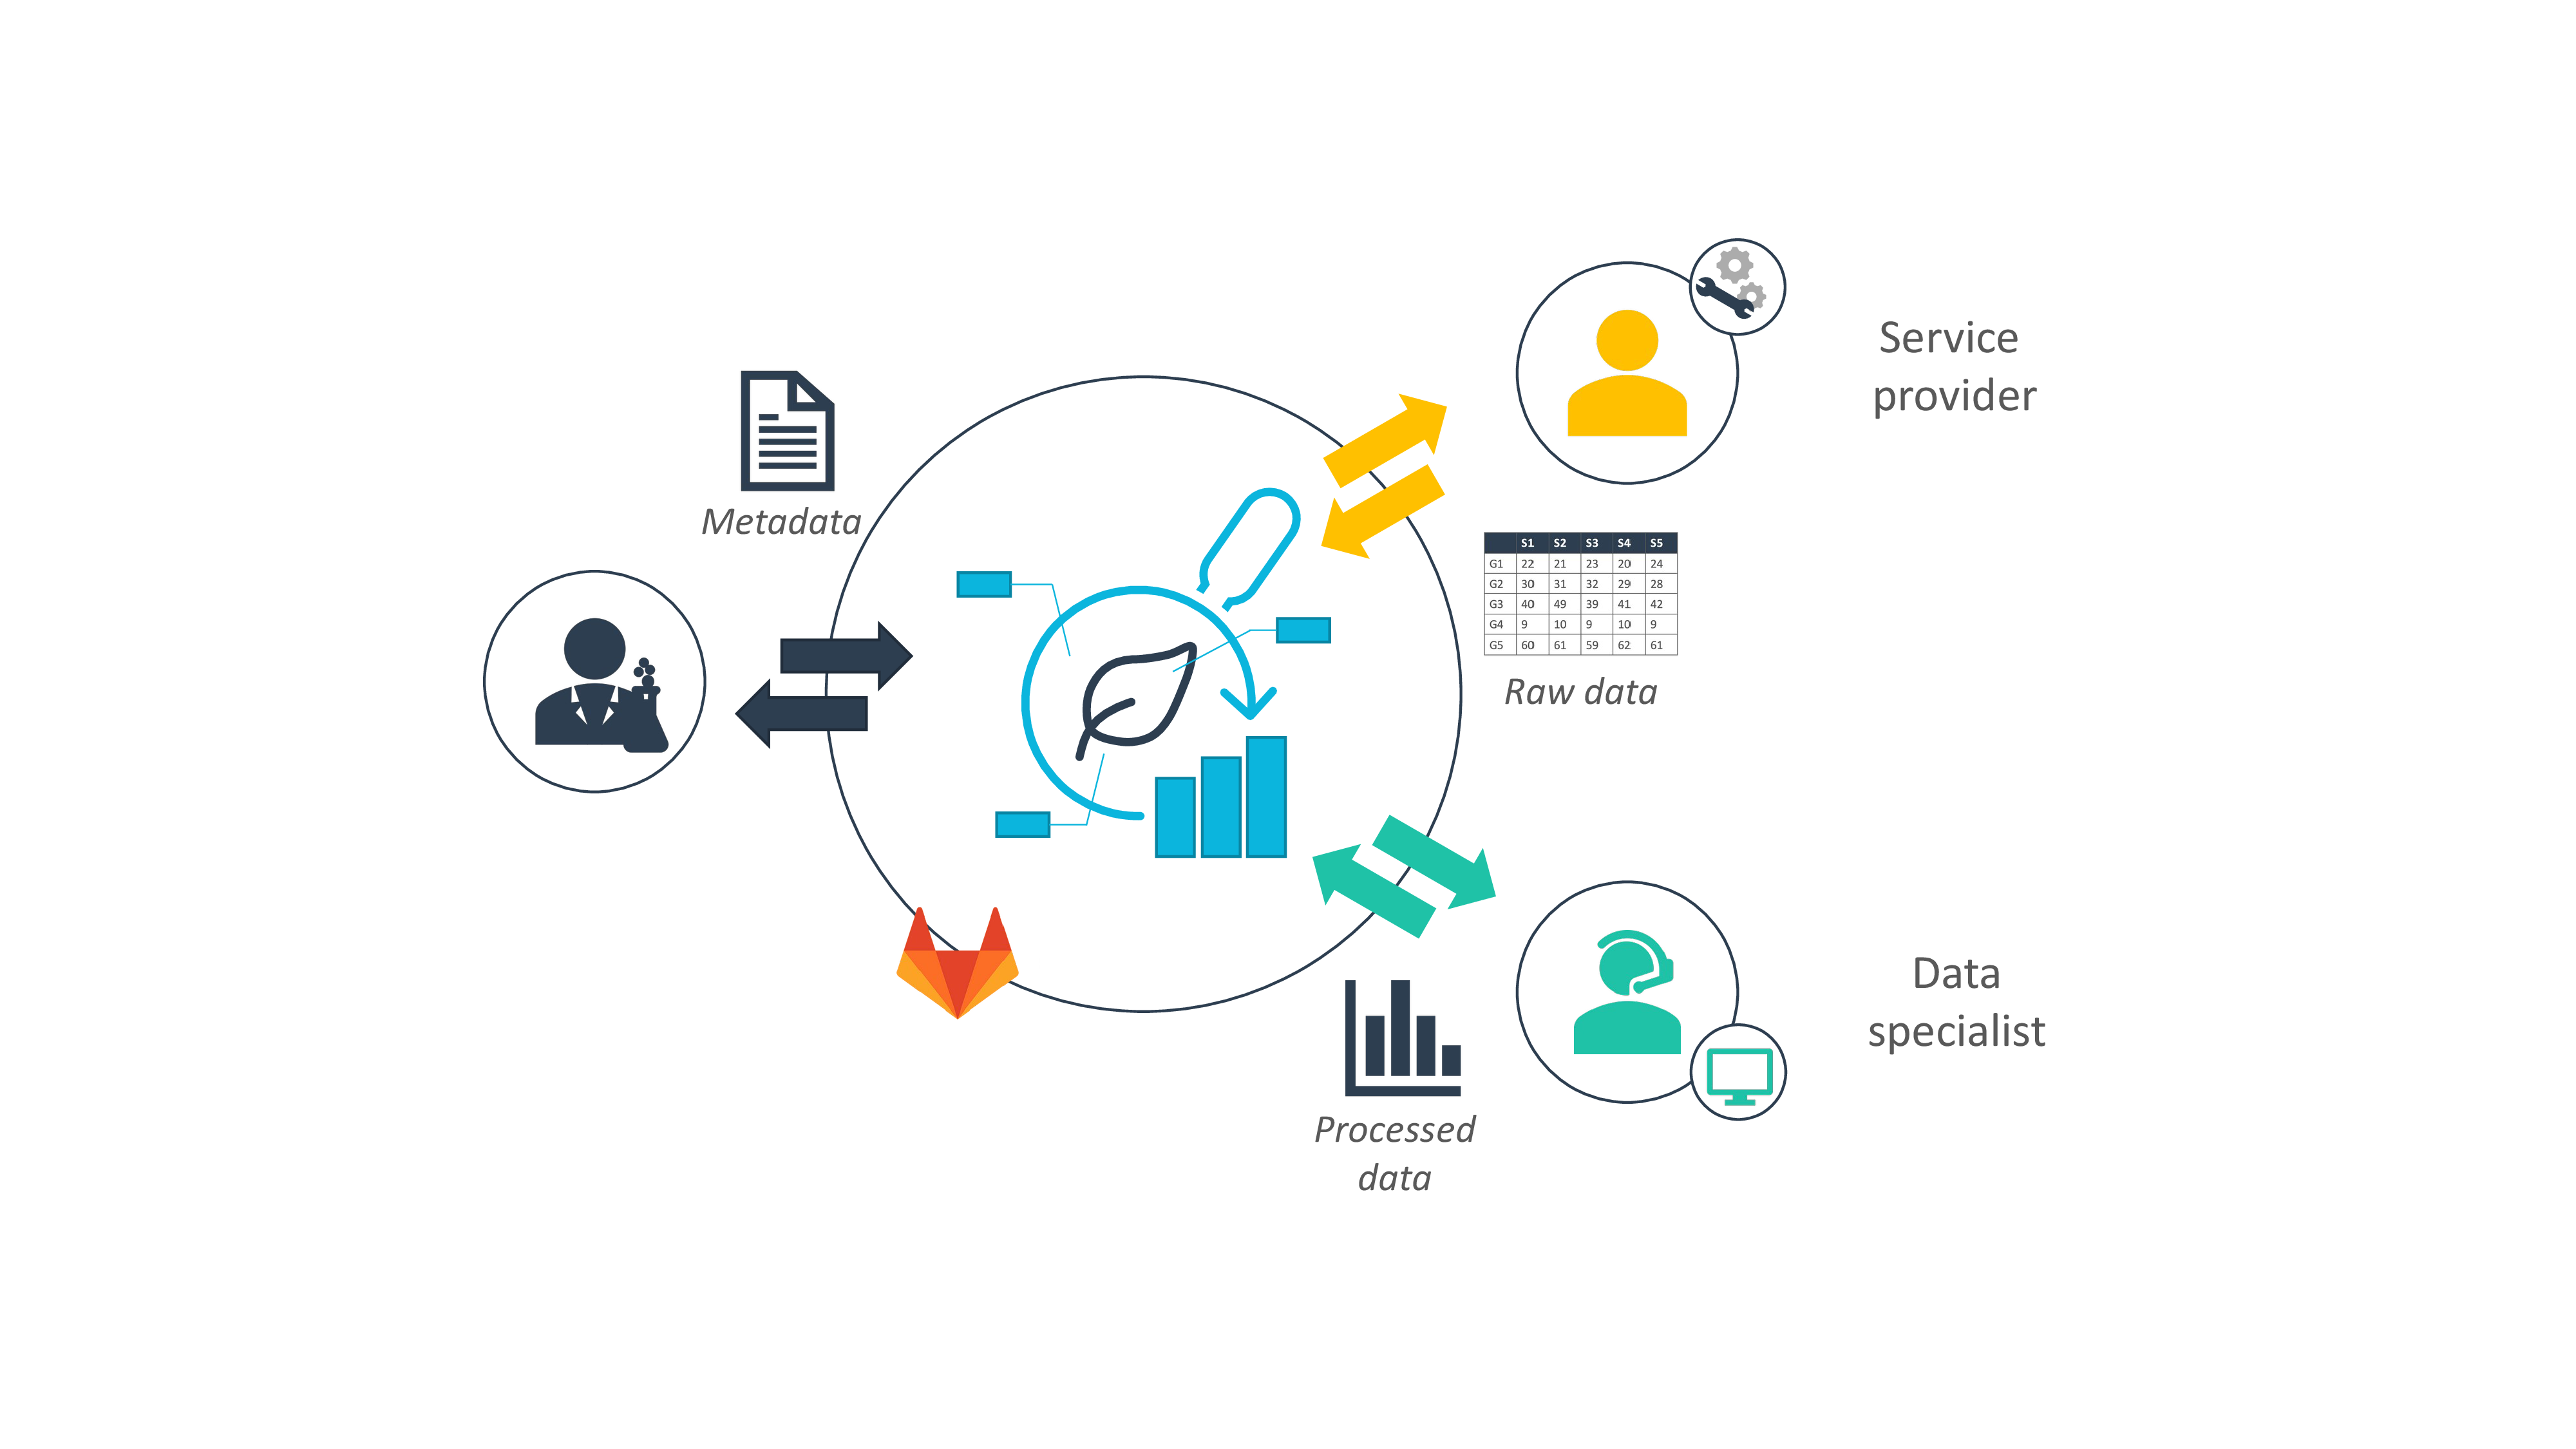 Service
provider
Metadata
S1 S2 S3 S4 S5
G1 22 21 23 20 24
G2 30 31 32 29 28
G3 40 49 39 41 42
G4 9 10 9 10 9
G5 60 61 59 62 61
Raw data
Data
specialist
Processed
data